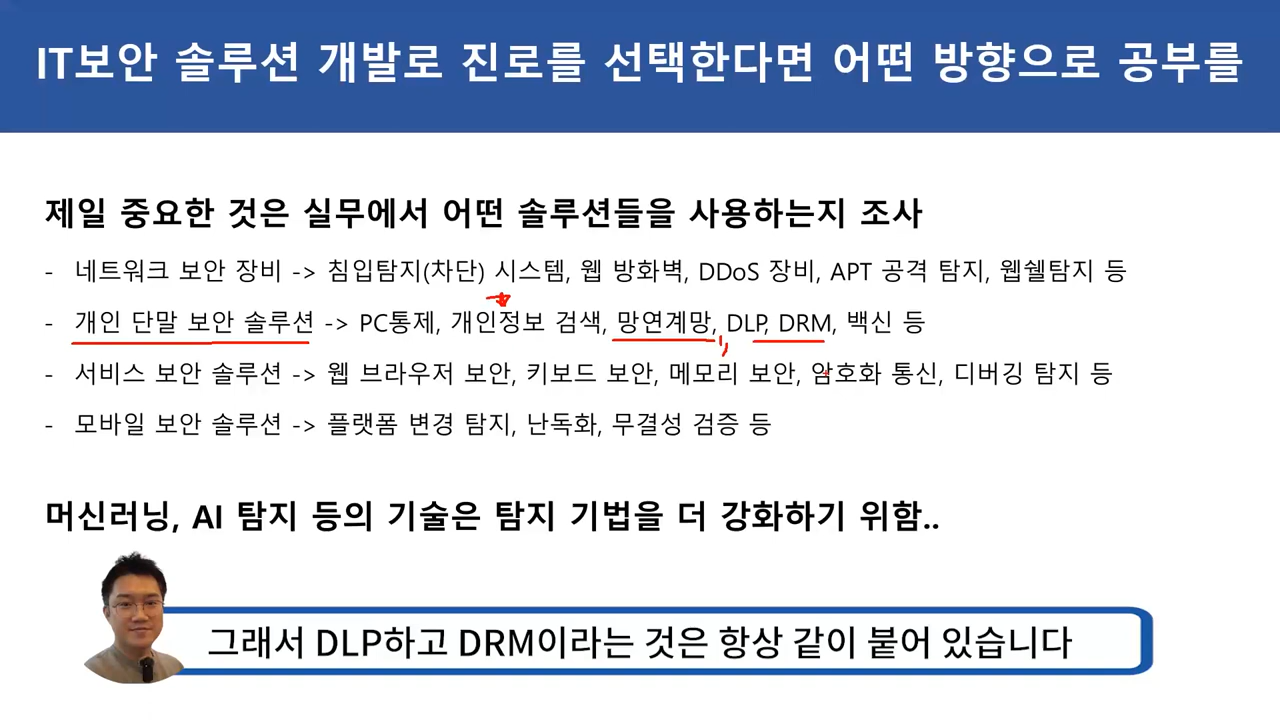 IT보안 솔루션 개발로 진로를 선택한다면 어떤 방향으로 공부를
제일 중요한 것은 실무에서 어떤 솔루션들을 사용하는지 조사
- 네트워크 보안 장비 -> 침입탐지(차단) 시스템, 웹 방화벽, DDoS 장비, APT 공격 탐지, 웹쉘탐지 등
- 개인 단말 보안 솔루션 -> PC통제, 개인정보 검색, 망연계망, DLP, DRM, 백신 등
- 서비스 보안 솔루션 -> 웹 브라우저 보안, 키보드 보안, 메모리 보안, 암호화 통신, 디버깅 탐지 등
- 모바일 보안 솔루션 -> 플랫폼 변경 탐지, 난독화, 무결성 검증 등
머신러닝, AI 탐지 등의 기술은 탐지 기법을 더 강화하기 위함..
그래서 DLP하고 DRM이라는 것은 항상 같이 붙어 있습니다